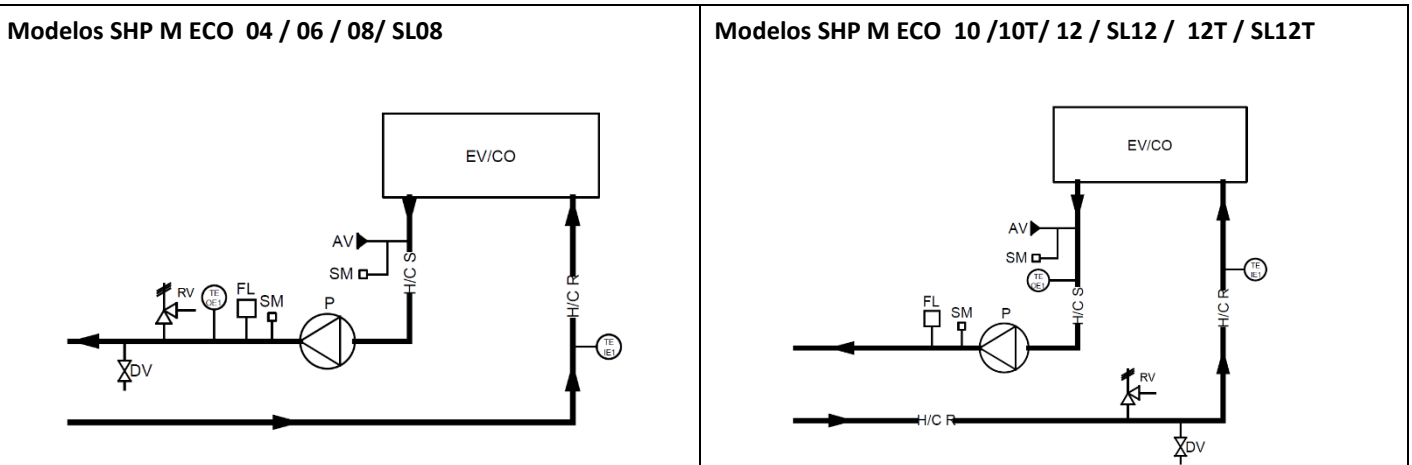 Modelos SHP M ECO 04 / 06 / 08/ SL08
EV/CO
AV
SM
H/C S
H/C R
RV
TE
OE1
FL
SM
P
TE
IE1
DV
Modelos SHP M ECO 10 /10T/ 12 / SL12 / 12T / SL12T
EV/CO
AV
SM
TE
OE1
TE
IE1
H/C S
H/C R
FL
SM
P
RV
H/C R
DV